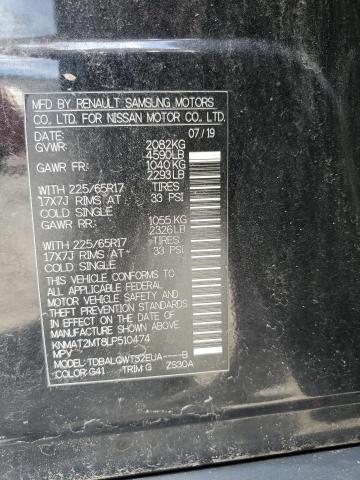 MFD BY RENAULT SAMSUNG MOTORS
CO. LTD. FOR NISSAN MOTOR CO. LTD.
DATE: 07/19
GVWR: 2082KG
4590LB
GAWR FR: 1040KG
2293LB
WITH 225/65R17 TIRES
17X7J RIMS AT 33 PSI
COLD SINGLE
GAWR RR: 1055KG
2326LB
WITH 225/65R17 TIRES
17X7J RIMS AT 33 PSI
COLD SINGLE
THIS VEHICLE CONFORMS TO
ALL APPLICABLE FEDERAL
MOTOR VEHICLE SAFETY AND
THEFT PREVENTION STANDARDS
IN EFFECT ON THE DATE OF
MANUFACTURE SHOWN ABOVE.
KNMAT2MT8LP510474
MPV
MODEL: TDBALQWT32EUA----B
COLOR: G41 TRIM: G ZS30A